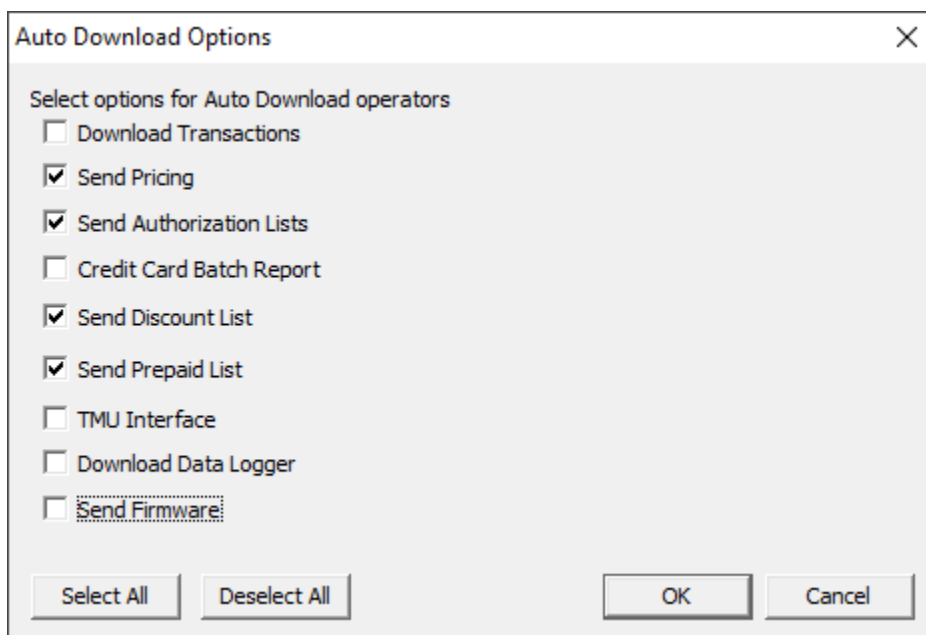 Auto Download Options
Select options for Auto Download operators
Download Transactions
Send Pricing
Send Authorization Lists
Credit Card Batch Report
Send Discount List
Send Prepaid List
TMU Interface
Download Data Logger
Send Firmware
Select All Deselect All OK Cancel